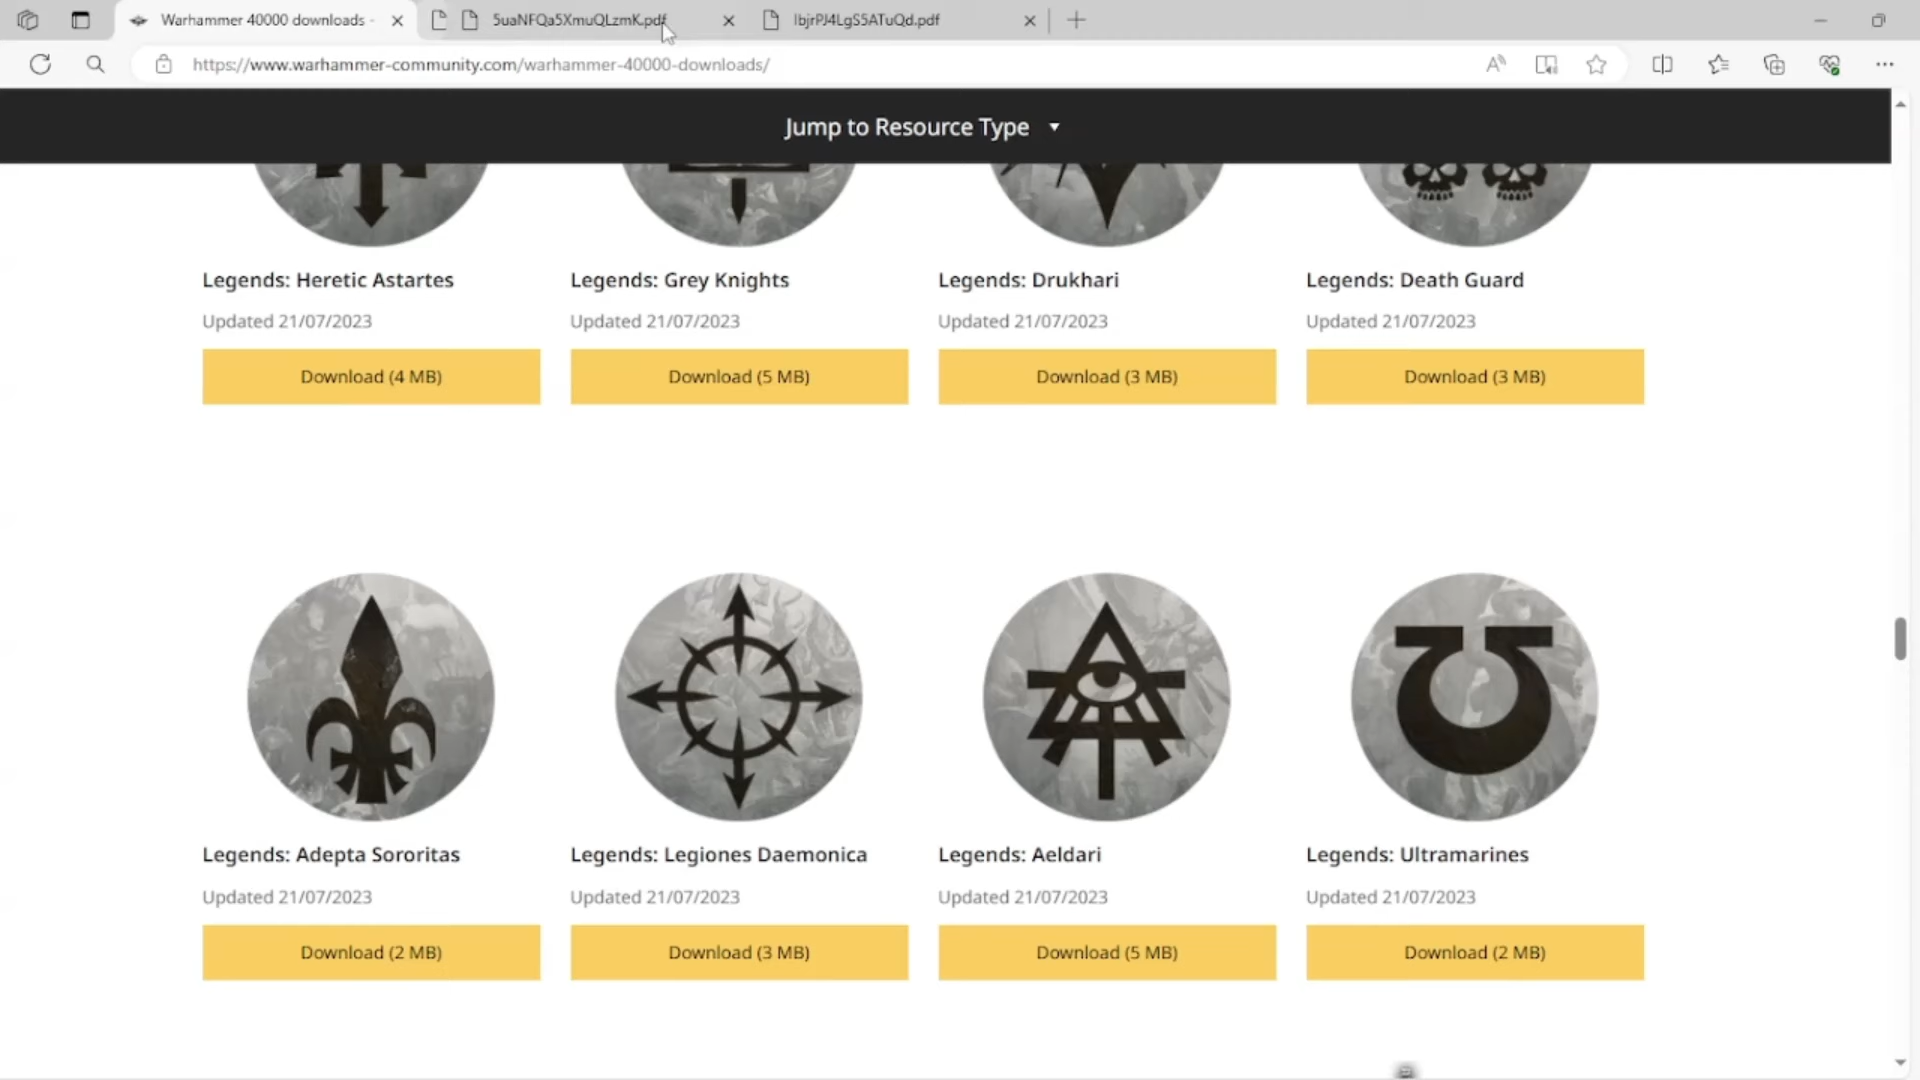 Warhammer 40000 downloads -
5uaNFQa5XmuQLzmK.pdf
lbjrPJ4LgS5ATuQd.pdf
https://www.warhammer-community.com/warhammer-40000-downloads/
Jump to Resource Type
Legends: Heretic Astartes
Legends: Grey Knights
Legends: Drukhari
Legends: Death Guard
Updated 21/07/2023
Updated 21/07/2023
Updated 21/07/2023
Updated 21/07/2023
Download (4 MB)
Download (5 MB)
Download (3 MB)
Download (3 MB)
Legends: Adepta Sororitas
Legends: Legiones Daemonica
Legends: Aeldari
Legends: Ultramarines
Updated 21/07/2023
Updated 21/07/2023
Updated 21/07/2023
Updated 21/07/2023
Download (2 MB)
Download (3 MB)
Download (5 MB)
Download (2 MB)